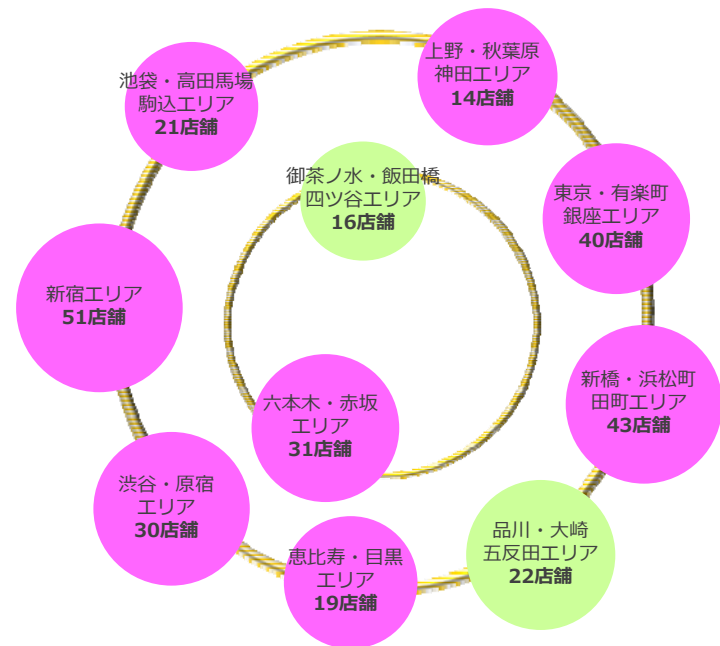 池袋・高田馬場
駒込エリア
21店舗
上野・秋葉原
神田エリア
14店舗
御茶ノ水・飯田橋
四ツ谷エリア
16店舗
東京・有楽町
銀座エリア
40店舗
新宿エリア
51店舗
六本木・赤坂
エリア
31店舗
新橋・浜松町
田町エリア
43店舗
渋谷・原宿
エリア
30店舗
恵比寿・目黒
エリア
19店舗
品川・大崎
五反田エリア
22店舗